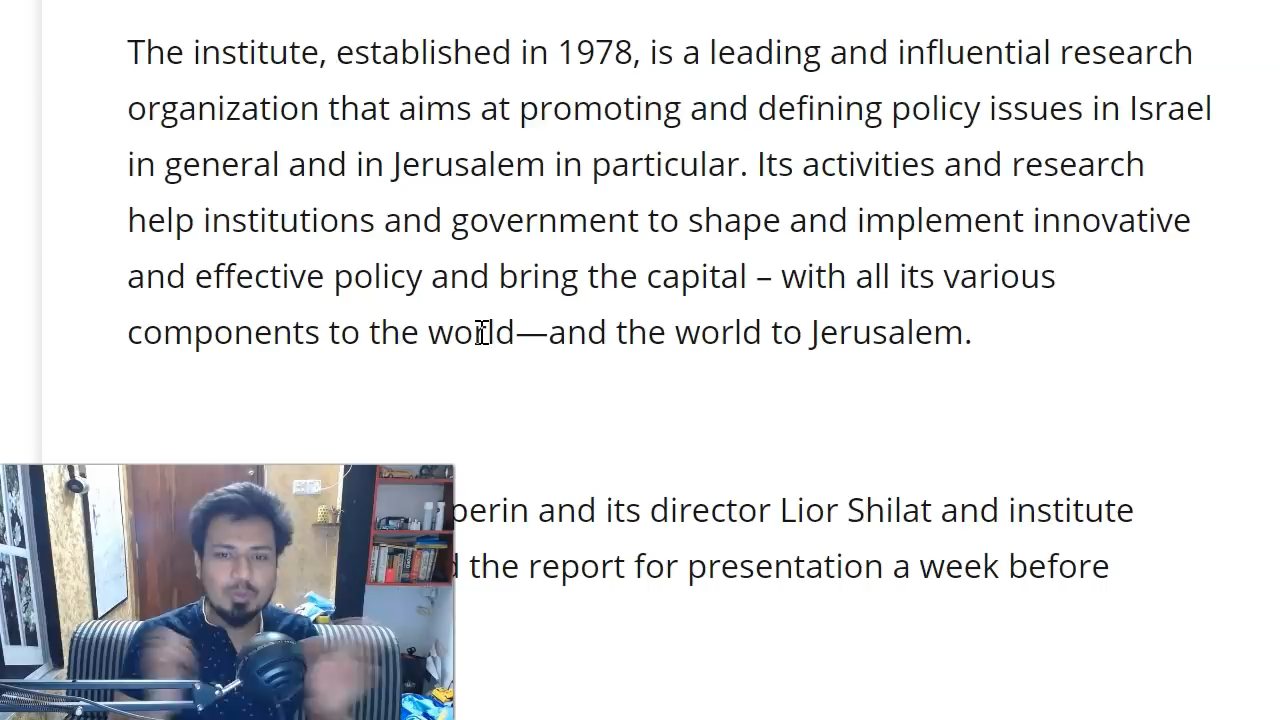 The institute, established in 1978, is a leading and influential research
organization that aims at promoting and defining policy issues in Israel
in general and in Jerusalem in particular. Its activities and research
help institutions and government to shape and implement innovative
and effective policy and bring the capital – with all its various
components to the world—and the world to Jerusalem.
and its director Lior Shilat and institute
the report for presentation a week before